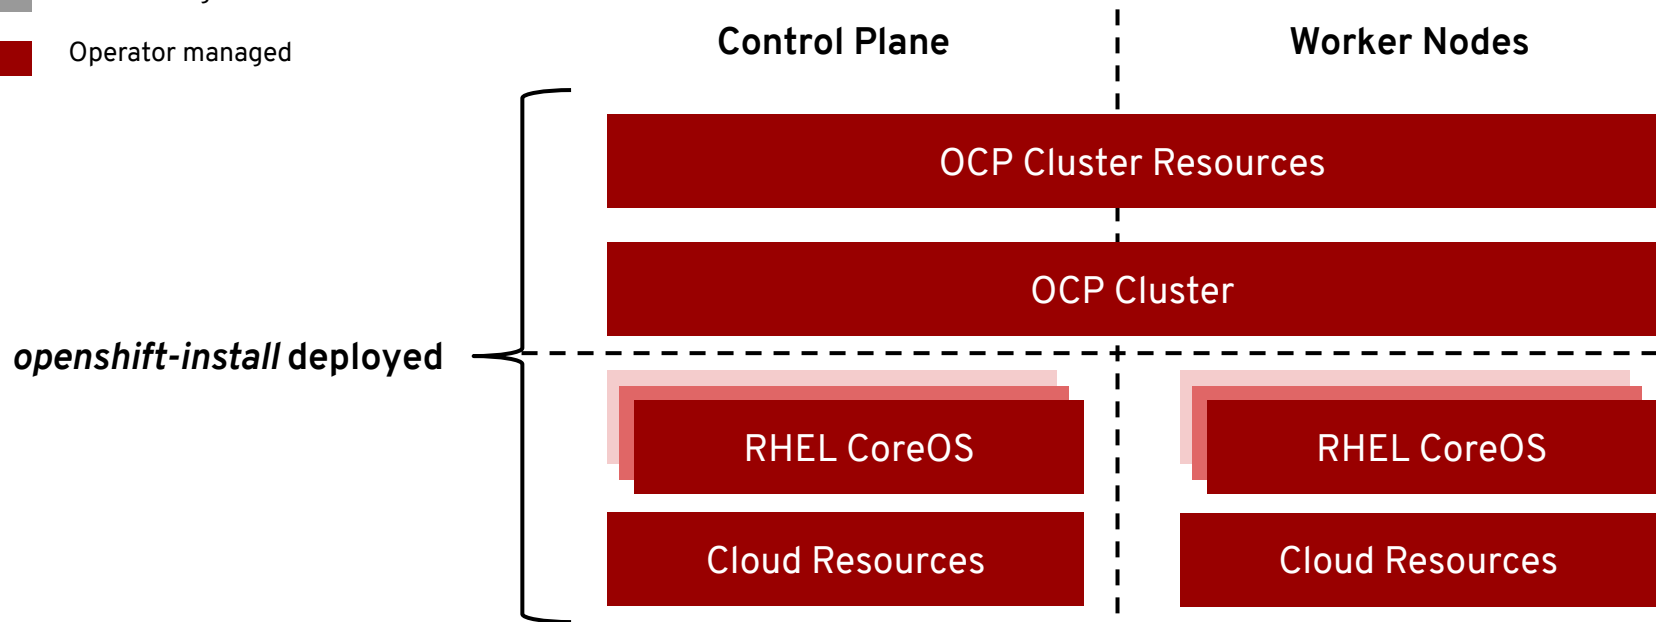 Operator managed
Control Plane
Worker Nodes
OCP Cluster Resources
OCP Cluster
openshift-install deployed
RHEL CoreOS
RHEL CoreOS
Cloud Resources
Cloud Resources